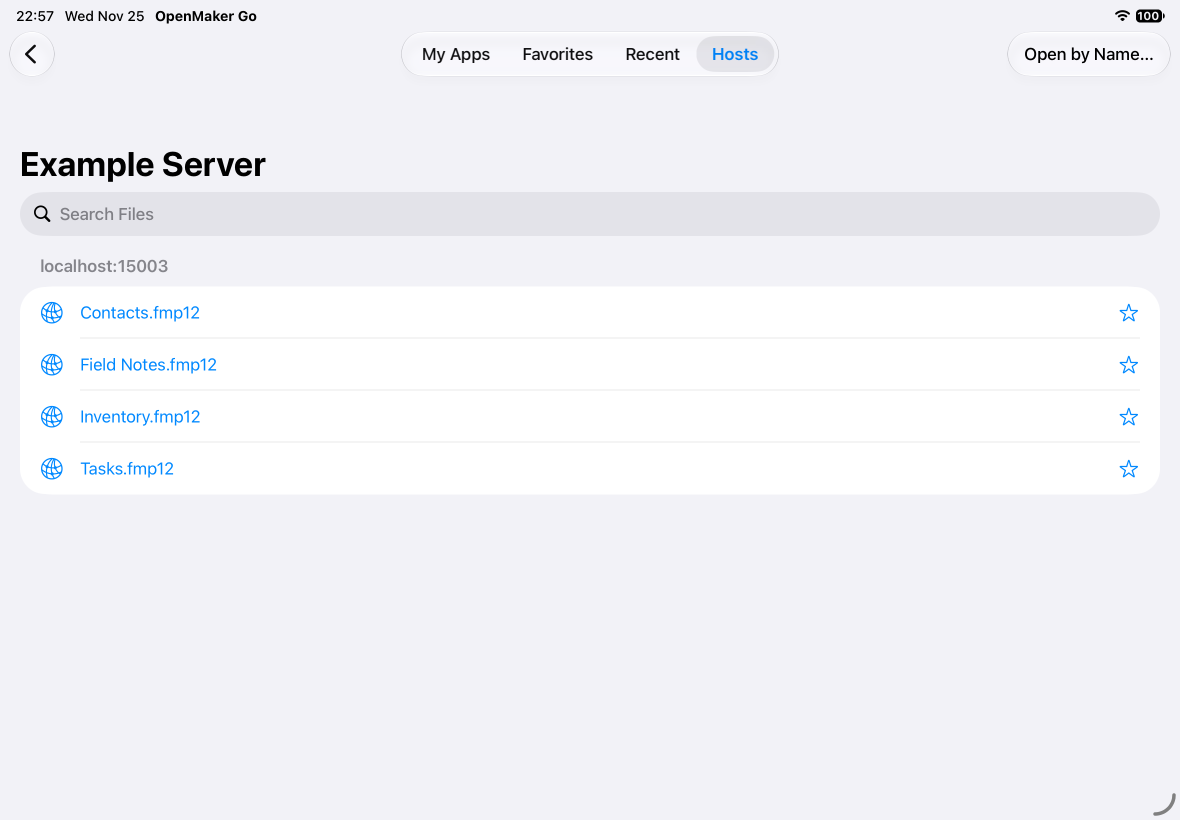 22:57 Wed Nov 25 OpenMaker Go 100
My Apps Favorites Recent Hosts Open by Name...
Example Server
Search Files
localhost:15003
Contacts.fmp12
Field Notes.fmp12
Inventory.fmp12
Tasks.fmp12